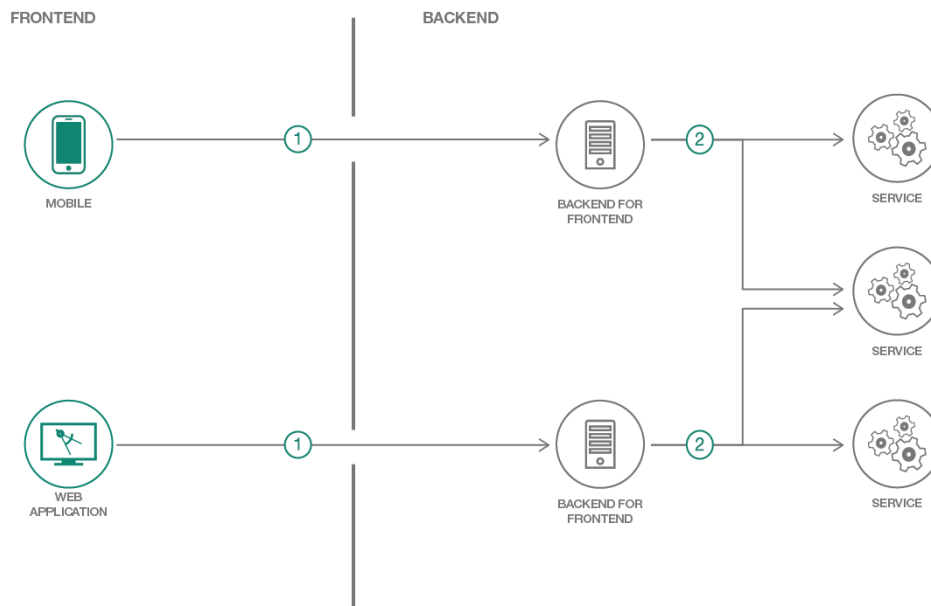 FRONTEND
BACKEND
1
2
MOBILE
BACKEND FOR
FRONTEND
SERVICE
SERVICE
1
2
WEB
APPLICATION
BACKEND FOR
FRONTEND
SERVICE